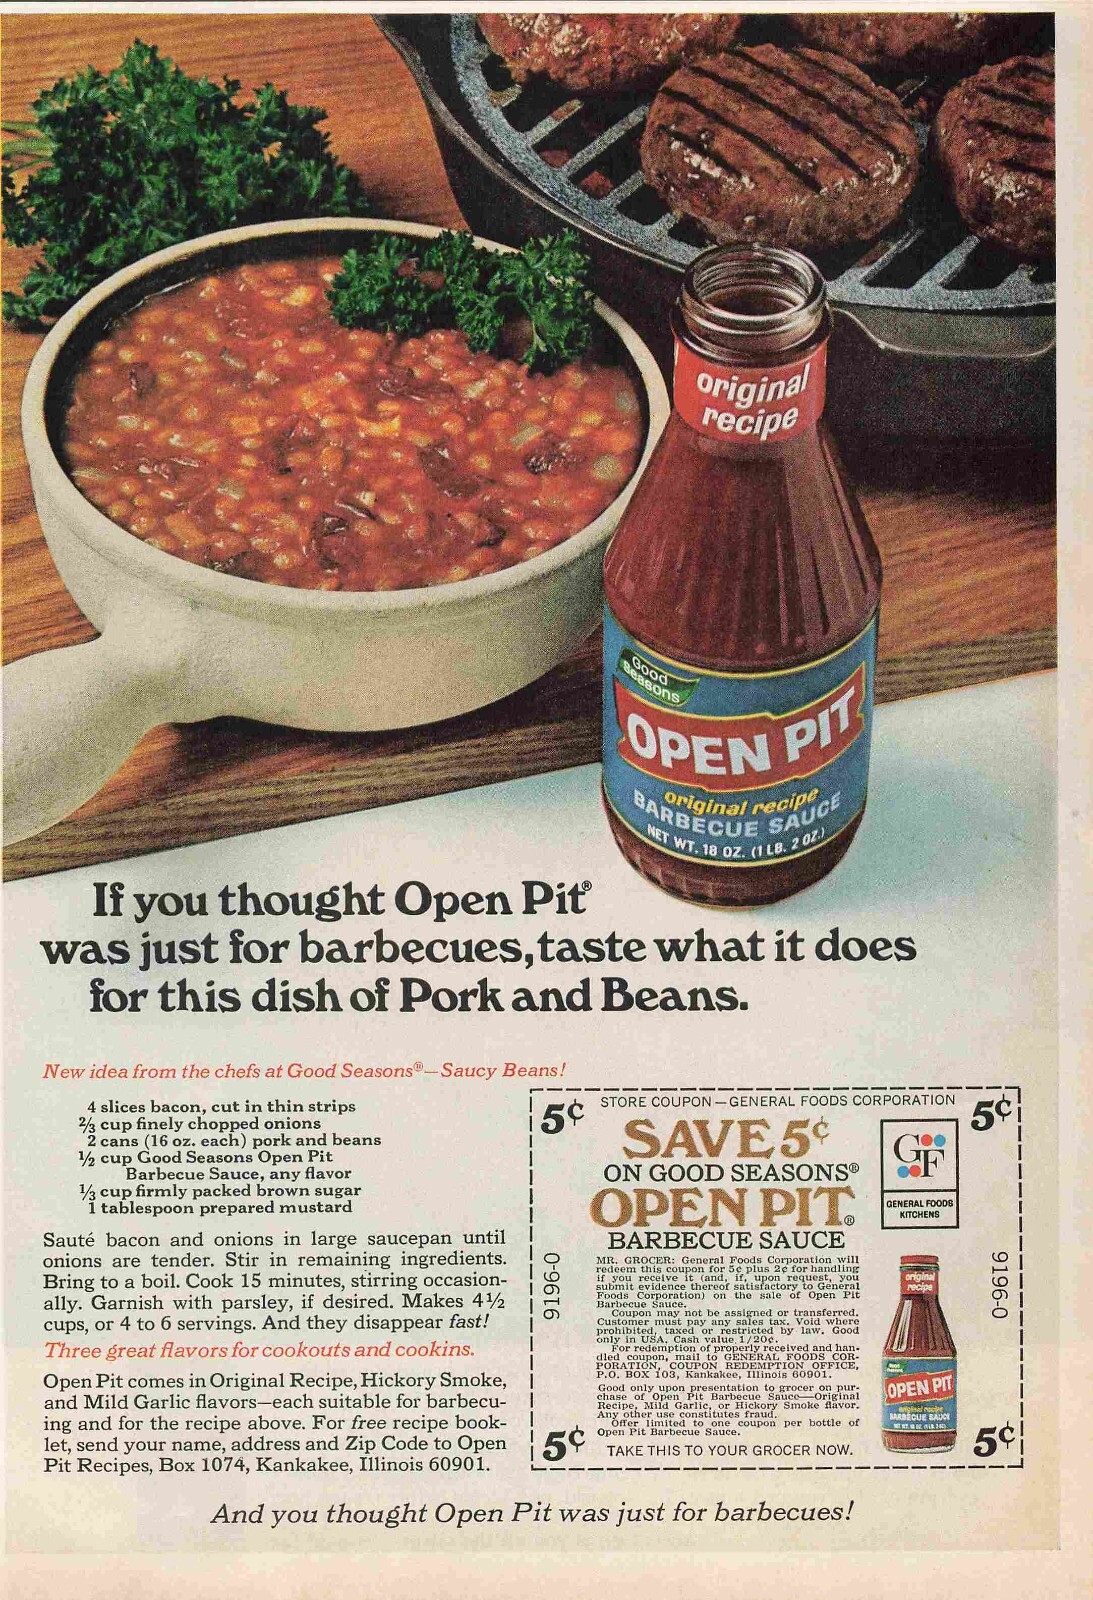 original
recipe
Good
Seasons
OPEN PIT
original recipe
BARBECUE SAUCE
NET WT. 18 OZ. (1 LB. 2 OZ.)
If you thought Open Pit®
was just for barbecues, taste what it does
for this dish of Pork and Beans.
New idea from the chefs at Good Seasons®—Saucy Beans!
4 slices bacon, cut in thin strips
⅔ cup finely chopped onions
2 cans (16 oz. each) pork and beans
½ cup Good Seasons Open Pit
Barbecue Sauce, any flavor
⅓ cup firmly packed brown sugar
1 tablespoon prepared mustard
Sauté bacon and onions in large saucepan until
onions are tender. Stir in remaining ingredients.
Bring to a boil. Cook 15 minutes, stirring occasion-
ally. Garnish with parsley, if desired. Makes 4½
cups, or 4 to 6 servings. And they disappear fast!
Three great flavors for cookouts and cookins.
Open Pit comes in Original Recipe, Hickory Smoke,
and Mild Garlic flavors—each suitable for barbecu-
ing and for the recipe above. For free recipe book-
let, send your name, address and Zip Code to Open
Pit Recipes, Box 1074, Kankakee, Illinois 60901.
5¢
STORE COUPON—GENERAL FOODS CORPORATION
5¢
SAVE 5¢
ON GOOD SEASONS®
OPEN PIT®
BARBECUE SAUCE
GF
GENERAL FOODS
KITCHENS
9196-0
MR. GROCER: General Foods Corporation will
redeem this coupon for 5¢ plus 2¢ for handling
if you receive it (and, if, upon request, you
submit evidence thereof satisfactory to General
Foods Corporation) on the sale of Open Pit
Barbecue Sauce.
Coupon may not be assigned or transferred.
Customer must pay any sales tax. Void where
prohibited, taxed or restricted by law. Good
only in USA. Cash value 1/20¢.
For redemption of properly received and han-
dled coupon, mail to GENERAL FOODS COR-
PORATION, COUPON REDEMPTION OFFICE,
P.O. BOX 103, Kankakee, Illinois 60901.
Good only upon presentation to grocer on pur-
chase of Open Pit Barbecue Sauce—Original
Recipe, Mild Garlic, or Hickory Smoke flavor.
Any other use constitutes fraud.
Offer limited to one coupon per bottle of
Open Pit Barbecue Sauce.
9196-0
original
recipe
OPEN PIT
original recipe
BARBECUE SAUCE
5¢
TAKE THIS TO YOUR GROCER NOW.
5¢
And you thought Open Pit was just for barbecues!